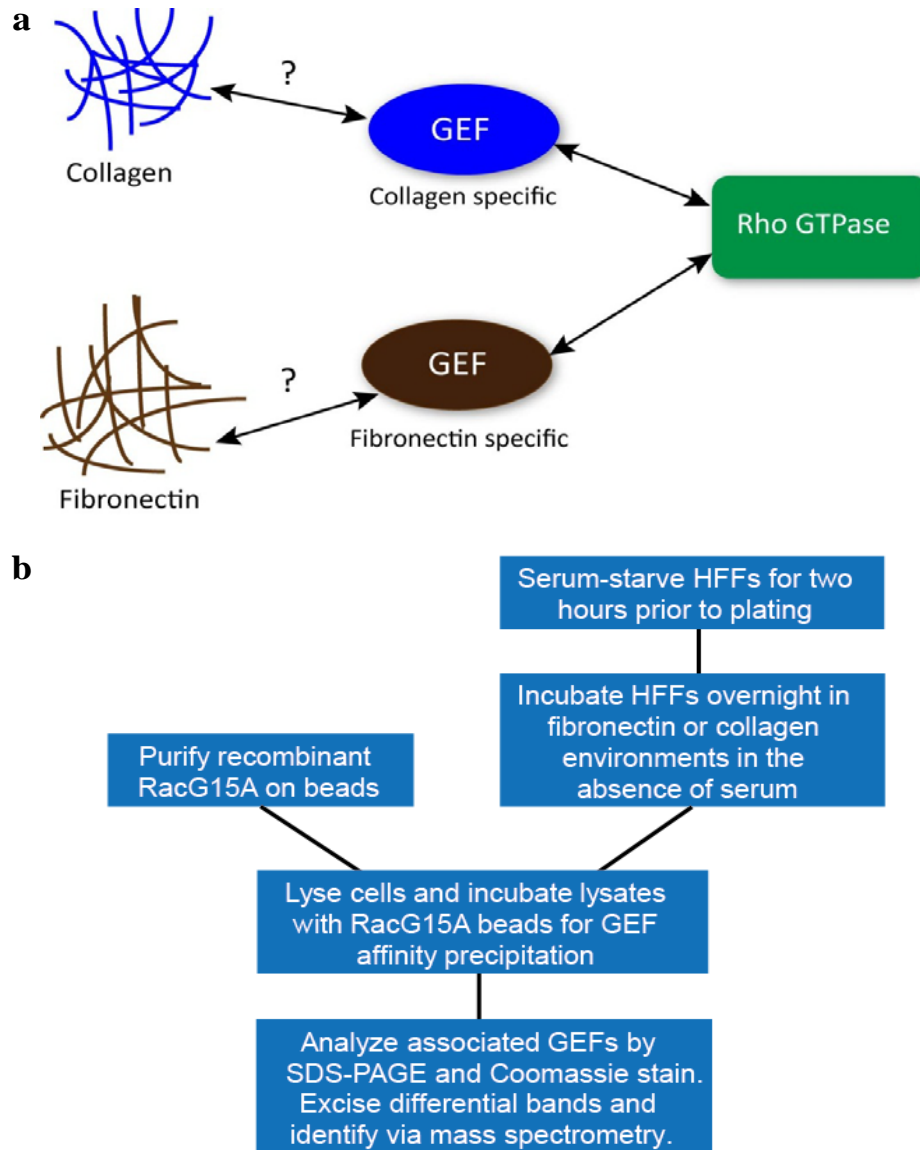 a
?
GEF
Collagen
Collagen specific
Rho GTPase
?
GEF
Fibronectin specific
Fibronectin
b
Serum-starve HFFs for two
hours prior to plating
Incubate HFFs overnight in
fibronectin or collagen
environments in the
absence of serum
Purify recombinant
RacG15A on beads
Lyse cells and incubate lysates
with RacG15A beads for GEF
affinity precipitation
Analyze associated GEFs by
SDS-PAGE and Coomassie stain.
Excise differential bands and
identify via mass spectrometry.